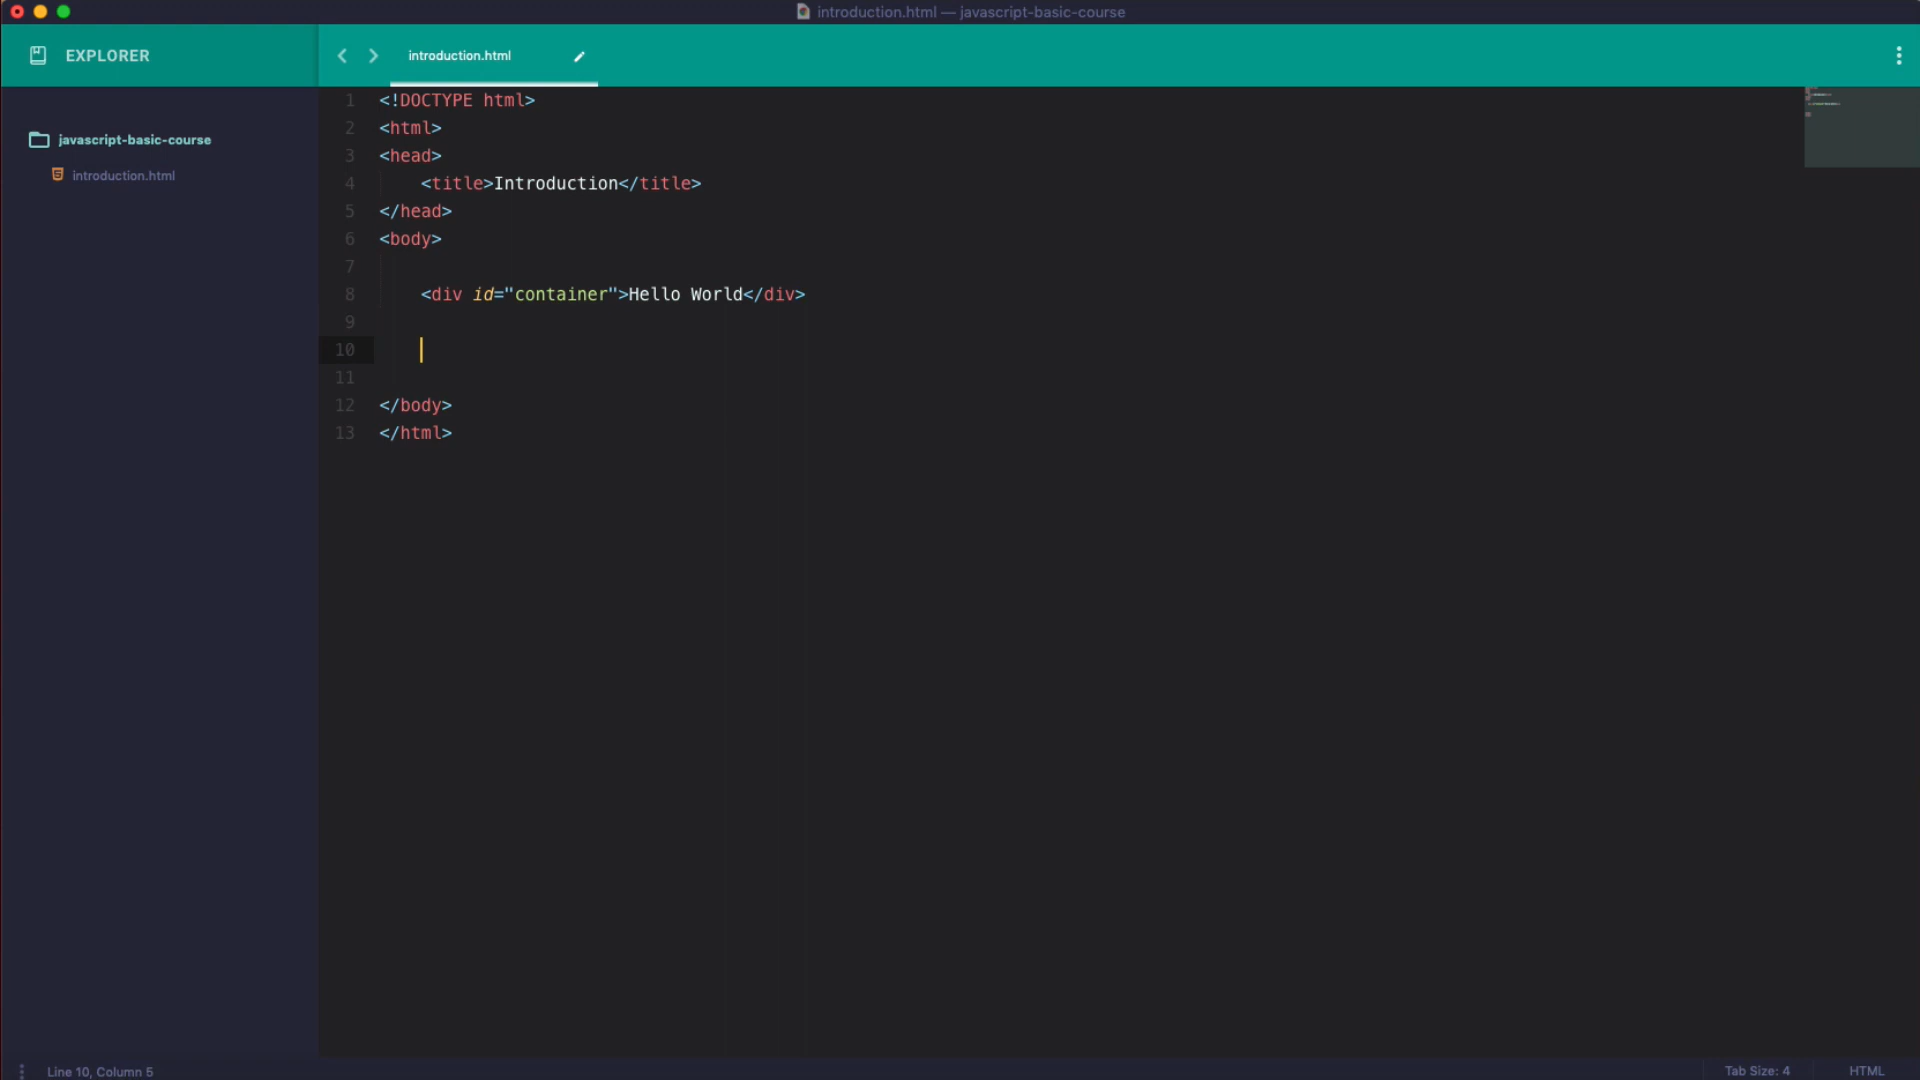 introduction.html — javascript-basic-course
EXPLORER
introduction.html
javascript-basic-course
introduction.html
1 <!DOCTYPE html>
2 <html>
3 <head>
4 <title>Introduction</title>
5 </head>
6 <body>
7
8 <div id="container">Hello World</div>
9
10
11
12 </body>
13 </html>
Line 10, Column 5
Tab Size: 4
HTML